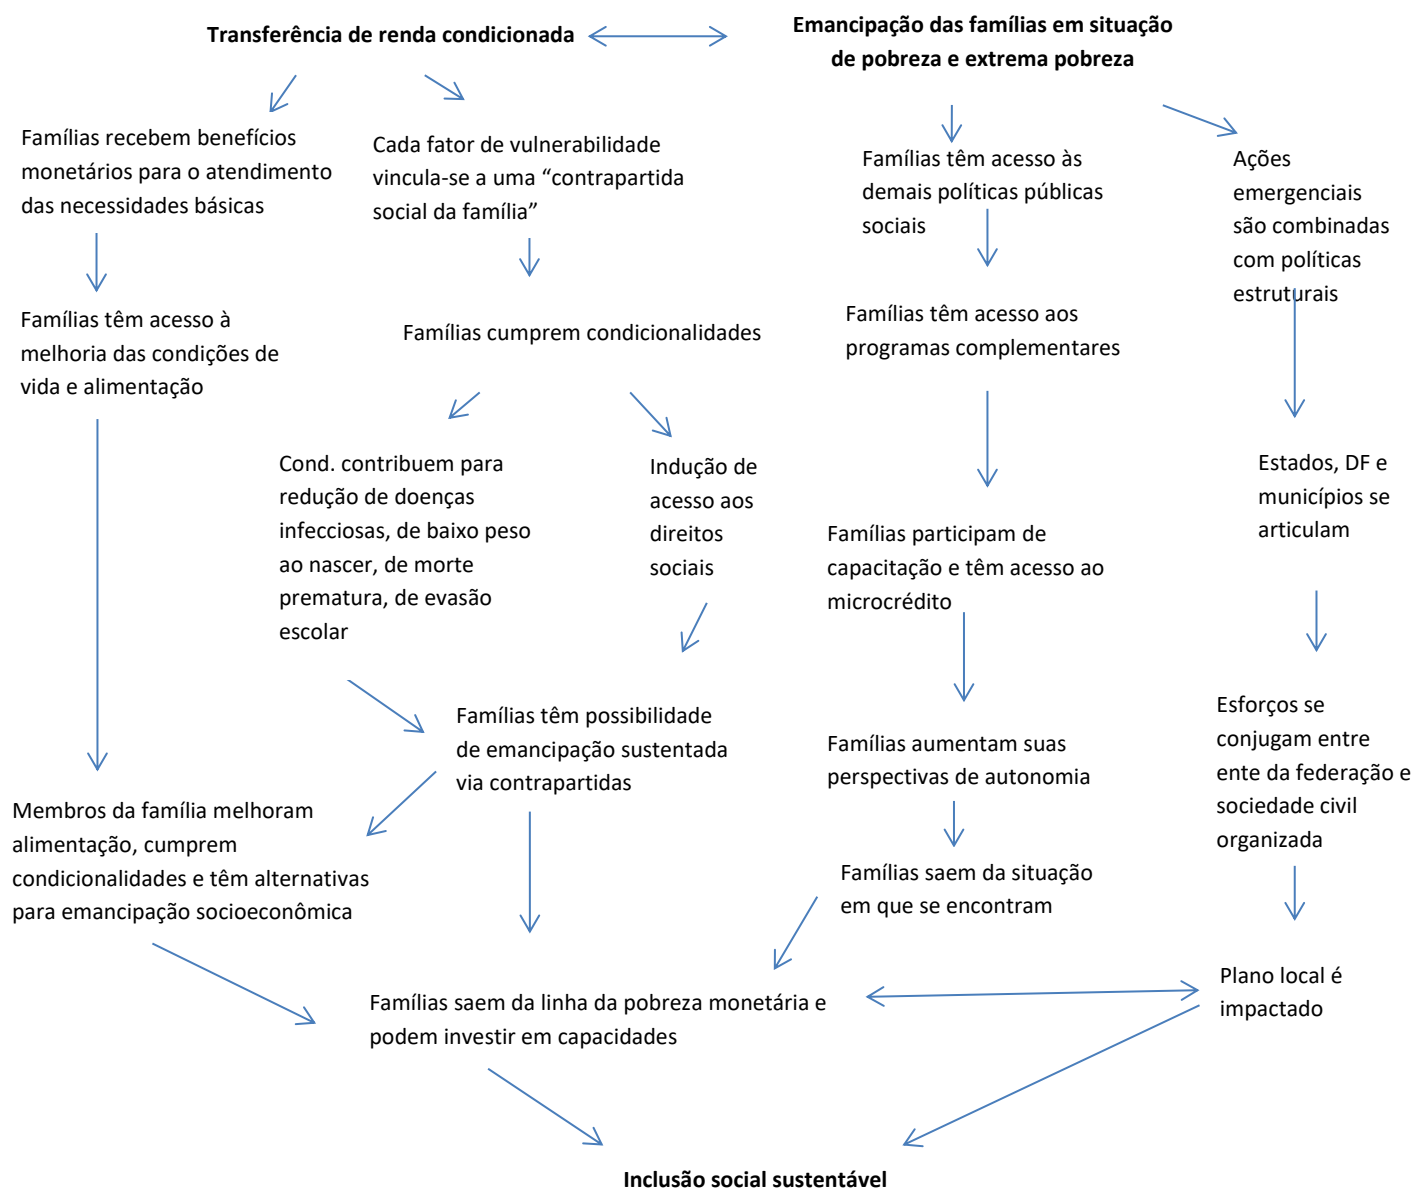 Transferência de renda condicionada
Emancipação das famílias em situação
de pobreza e extrema pobreza
Famílias recebem benefícios
monetários para o atendimento
das necessidades básicas
Cada fator de vulnerabilidade
vincula-se a uma “contrapartida
social da família”
Famílias têm acesso às
demais políticas públicas
sociais
Ações
emergenciais
são combinadas
com políticas
estruturais
Famílias têm acesso à
melhoria das condições de
vida e alimentação
Famílias cumprem condicionalidades
Famílias têm acesso aos
programas complementares
Cond. contribuem para
redução de doenças
infecciosas, de baixo peso
ao nascer, de morte
prematura, de evasão
escolar
Indução de
acesso aos
direitos
sociais
Famílias participam de
capacitação e têm acesso ao
microcrédito
Estados, DF e
municípios se
articulam
Famílias têm possibilidade
de emancipação sustentada
via contrapartidas
Famílias aumentam suas
perspectivas de autonomia
Esforços se
conjugam entre
ente da federação e
sociedade civil
organizada
Membros da família melhoram
alimentação, cumprem
condicionalidades e têm alternativas
para emancipação socioeconômica
Famílias saem da situação
em que se encontram
Famílias saem da linha da pobreza monetária e
podem investir em capacidades
Plano local é
impactado
Inclusão social sustentável